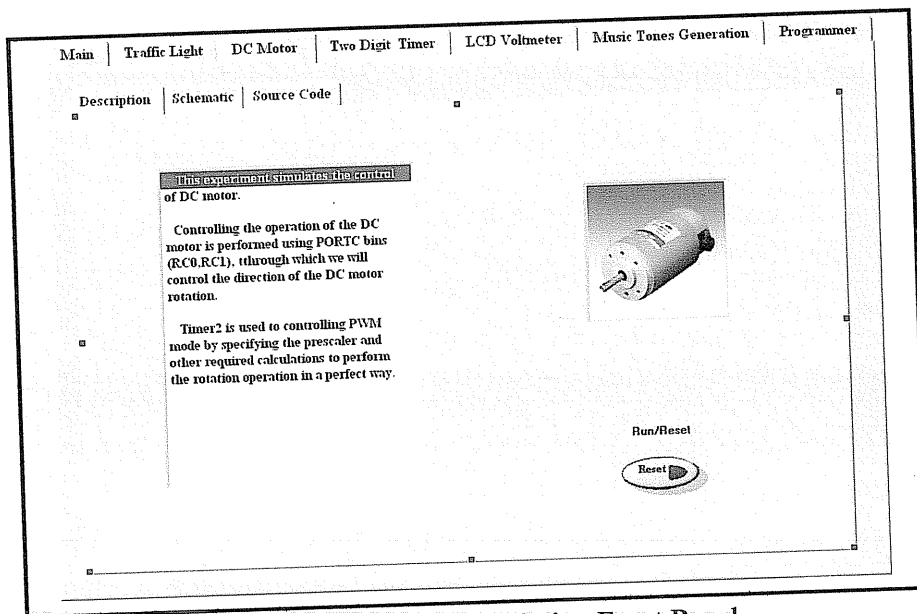 Main Traffic Light DC Motor Two Digit Timer LCD Voltmeter Music Tones Generation Programmer
Description Schematic Source Code
This experiment simulates the control
of DC motor.
Controlling the operation of the DC
motor is performed using PORTC bins
(RC0,RC1), tthrough which we will
control the direction of the DC motor
rotation.
Timer2 is used to controlling PWM
mode by specifying the prescaler and
other required calculations to perform
the rotation operation in a perfect way.
Run/Reset
Reset
Front Panel